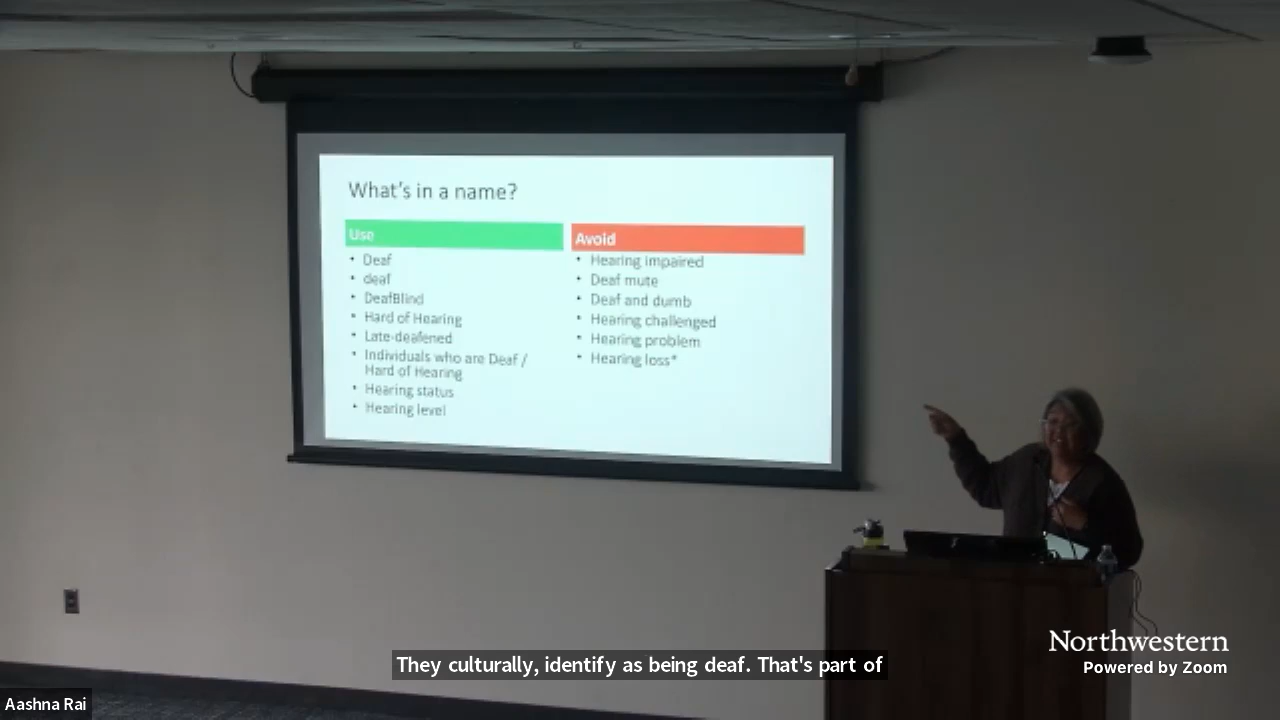 What's in a name?
Use
• Deaf
• deaf
• DeafBlind
• Hard of Hearing
• Late-deafened
• Individuals who are Deaf /
Hard of Hearing
• Hearing status
• Hearing level
Avoid
• Hearing impaired
• Deaf mute
• Deaf and dumb
• Hearing challenged
• Hearing problem
• Hearing loss*
Northwestern
Powered by Zoom
They culturally, identify as being deaf. That's part of
Aashna Rai